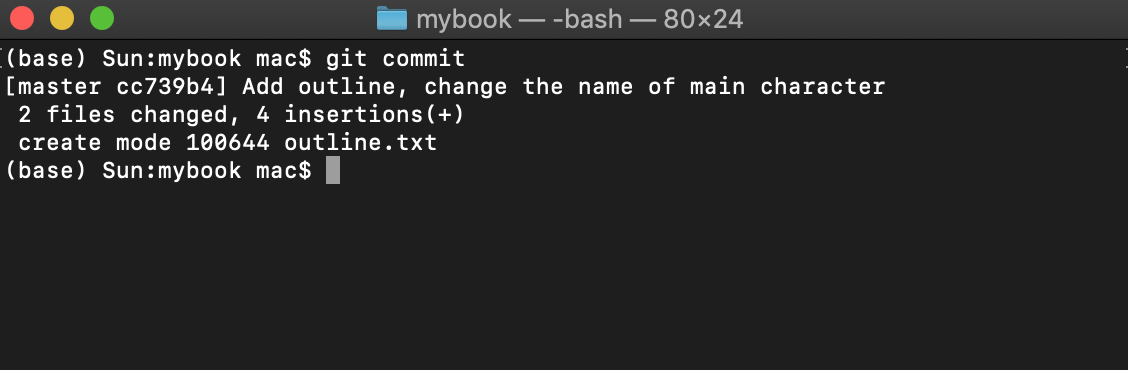 mybook — -bash — 80×24
(base) Sun:mybook mac$ git commit
[master cc739b4] Add outline, change the name of main character
 2 files changed, 4 insertions(+)
 create mode 100644 outline.txt
(base) Sun:mybook mac$